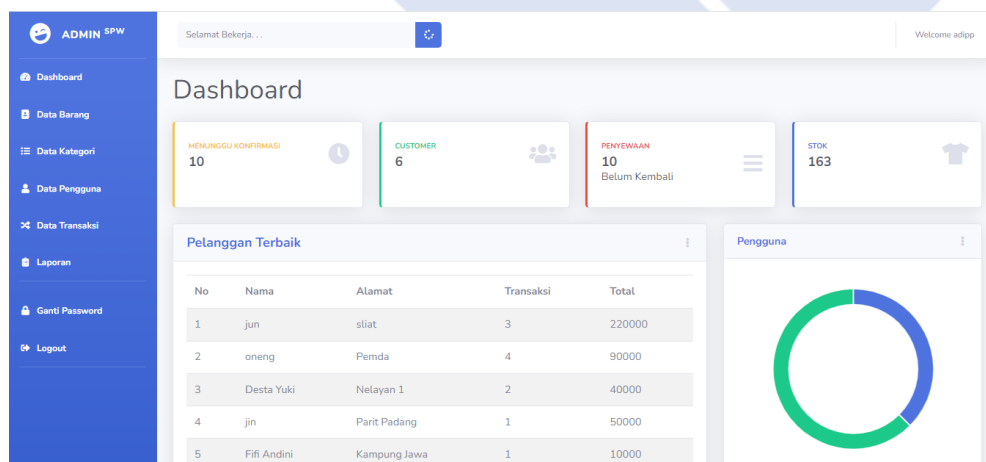 ADMIN SPW
Dashboard
Data Barang
Data Kategori
Data Pengguna
Data Transaksi
Laporan
Ganti Password
Logout
Selamat Bekerja. . .
Welcome adipp
Dashboard
MENUNGGU KONFIRMASI
10
CUSTOMER
6
PENYEWAAN
10
Belum Kembali
STOK
163
Pelanggan Terbaik
No Nama Alamat Transaksi Total
1 jun sliat 3 220000
2 oneng Pemda 4 90000
3 Desta Yuki Nelayan 1 2 40000
4 jin Parit Padang 1 50000
5 Fifi Andini Kampung Jawa 1 10000
Pengguna